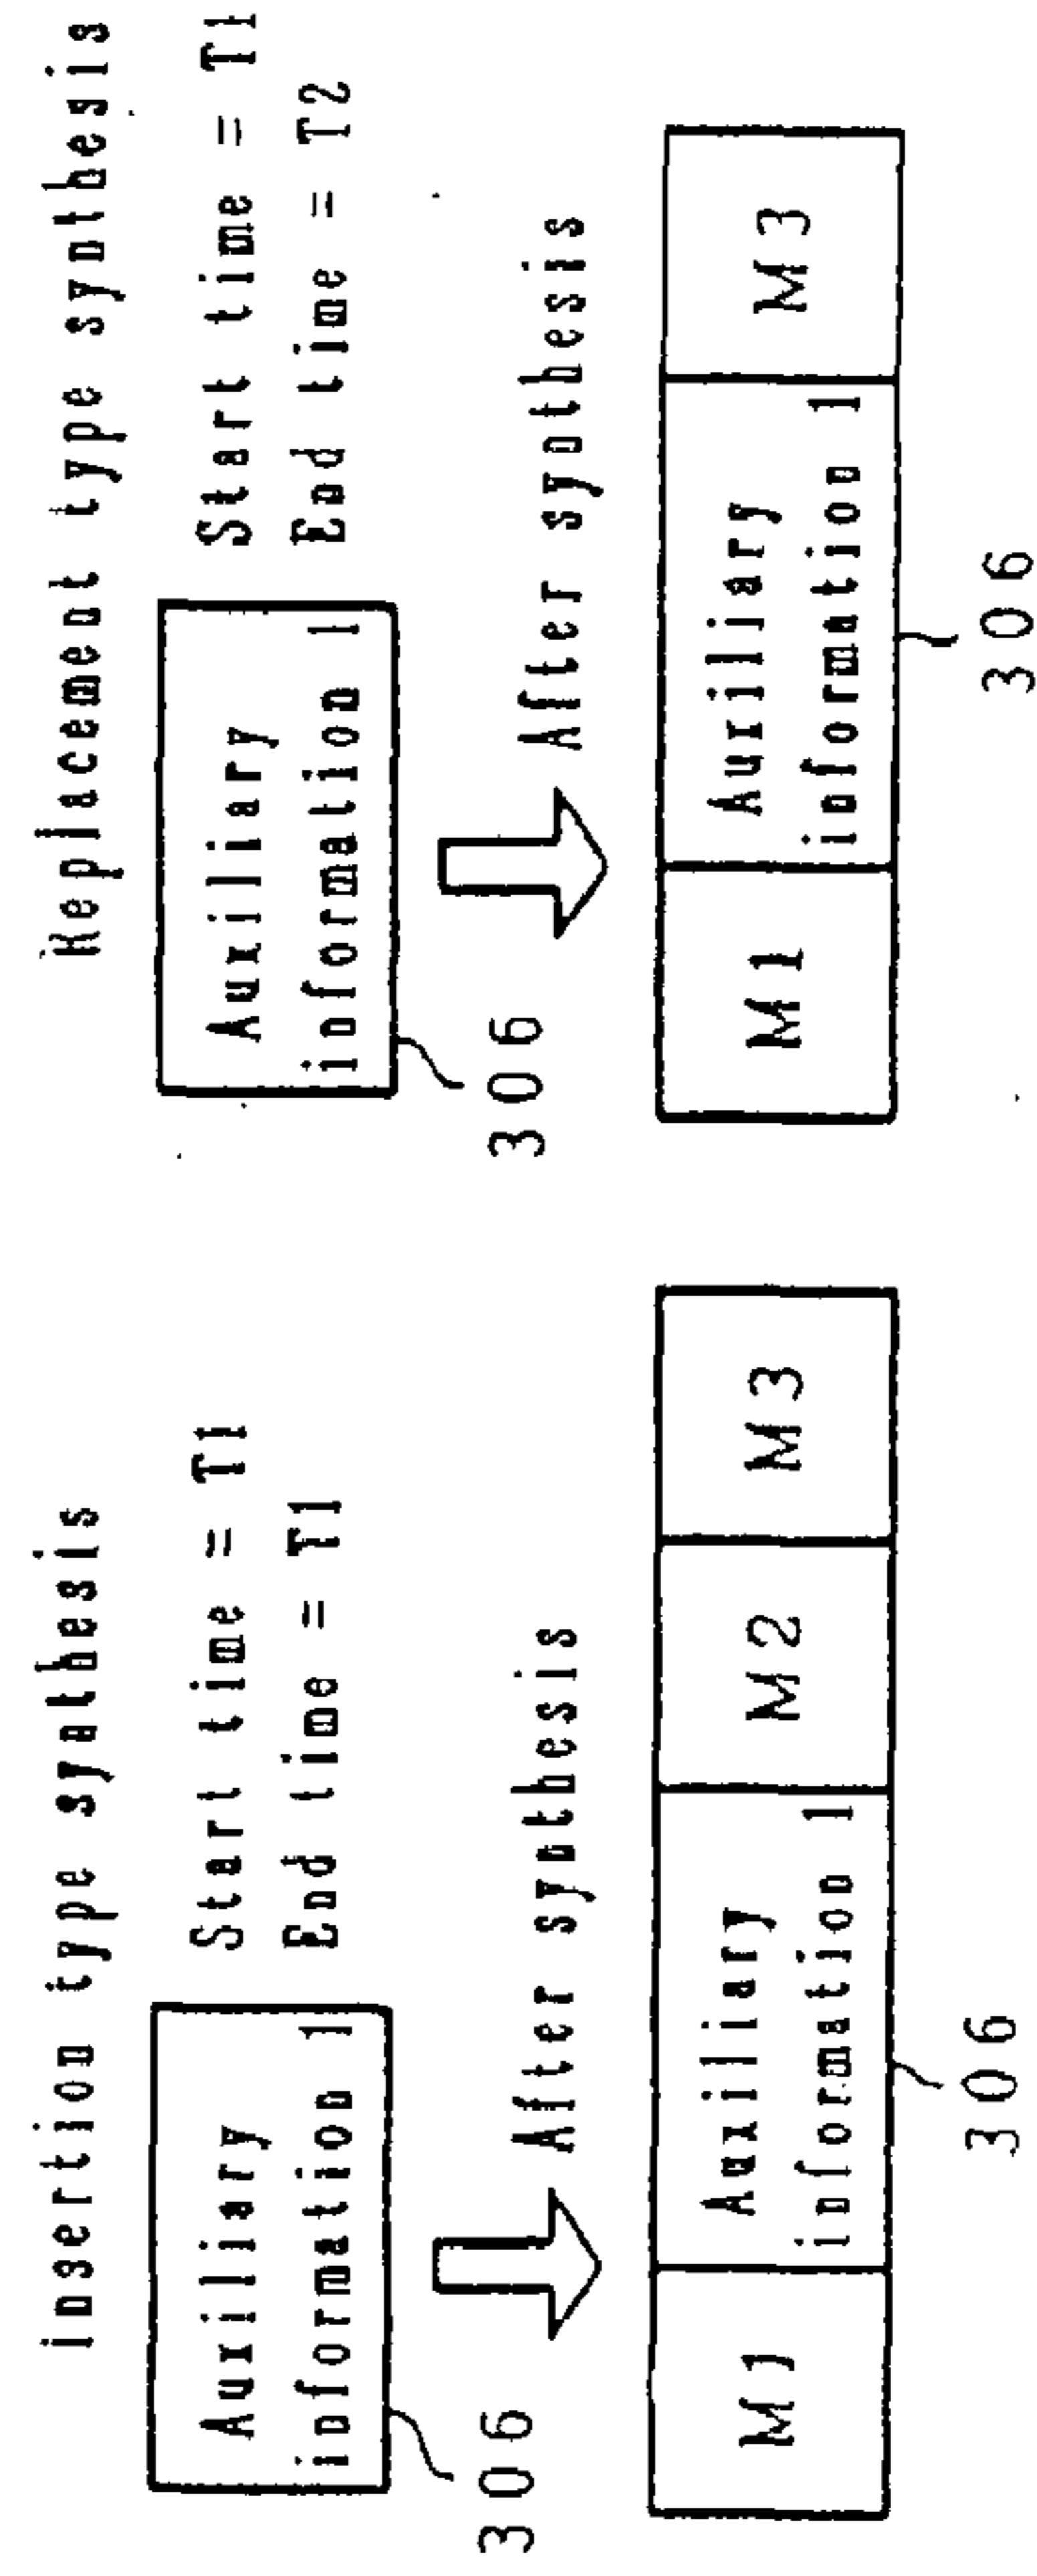 insertion type synthesis
Auxiliary
information 1
Start time = T1
End time = T1
306
After synthesis
M1
Auxiliary
information 1
M2
M3
306
Replacement type synthesis
Auxiliary
information 1
Start time = T1
End time = T2
306
After synthesis
M1
Auxiliary
information 1
M3
306